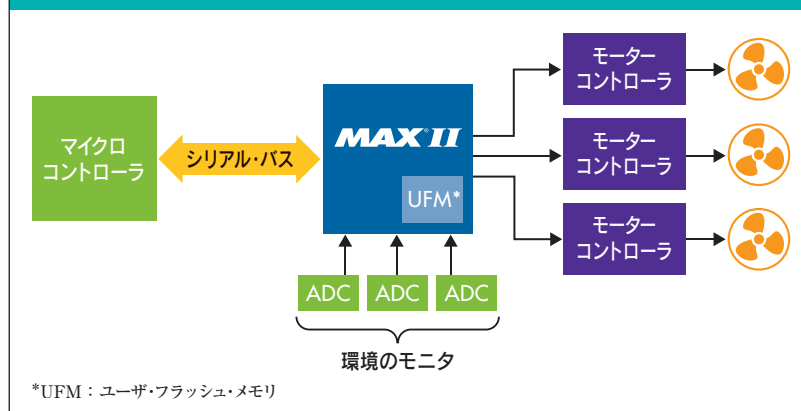 マイクロ
コントローラ
シリアル・バス
MAX® II
UFM*
モーター
コントローラ
モーター
コントローラ
モーター
コントローラ
ADC ADC ADC
環境のモニタ
*UFM：ユーザ・フラッシュ・メモリ